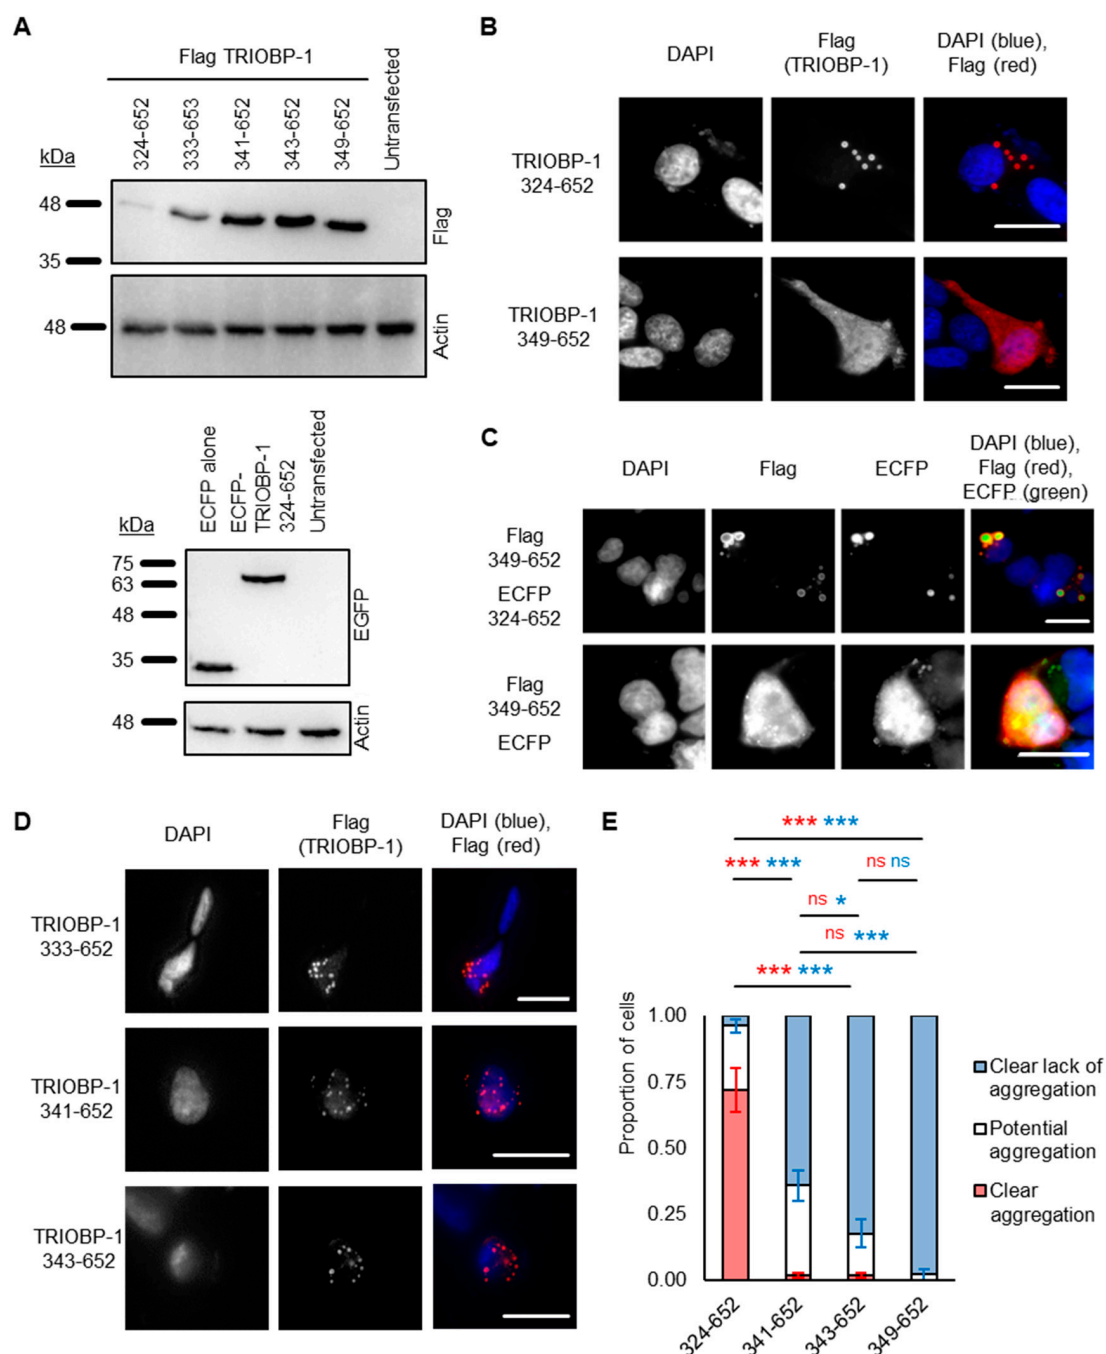 A
Flag TRIOBP-1
kDa
324-652
333-653
341-652
343-652
349-652
Untransfected
48
35
Flag
48
Actin
kDa
ECFP alone
ECFP-
TRIOBP-1
324-652
Untransfected
75
63
48
35
EGFP
48
Actin
B
DAPI
Flag
(TRIOBP-1)
DAPI (blue),
Flag (red)
TRIOBP-1
324-652
TRIOBP-1
349-652
C
DAPI
Flag
ECFP
DAPI (blue),
Flag (red),
ECFP (green)
Flag
349-652
ECFP
324-652
Flag
349-652
ECFP
D
DAPI
Flag
(TRIOBP-1)
DAPI (blue),
Flag (red)
TRIOBP-1
333-652
TRIOBP-1
341-652
TRIOBP-1
343-652
E
*** ***
*** ***
ns ns
ns *
ns ***
*** ***
Proportion of cells
1.00
0.75
0.50
0.25
0.00
324-652
341-652
343-652
349-652
Clear lack of
aggregation
Potential
aggregation
Clear
aggregation